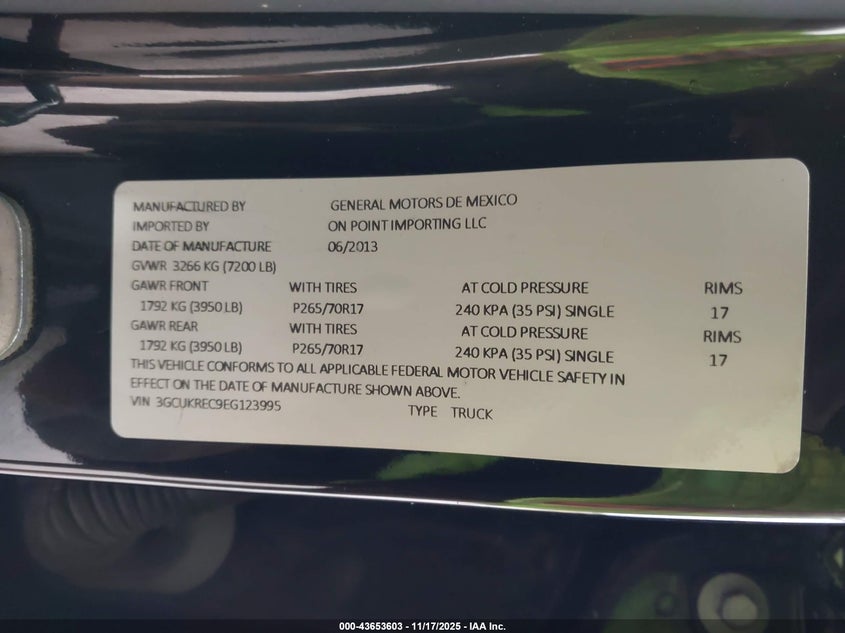 MANUFACTURED BY GENERAL MOTORS DE MEXICO
IMPORTED BY ON POINT IMPORTING LLC
DATE OF MANUFACTURE 06/2013
GVWR 3266 KG (7200 LB)
GAWR FRONT WITH TIRES AT COLD PRESSURE RIMS
1792 KG (3950 LB) P265/70R17 240 KPA (35 PSI) SINGLE 17
GAWR REAR WITH TIRES AT COLD PRESSURE RIMS
1792 KG (3950 LB) P265/70R17 240 KPA (35 PSI) SINGLE 17
THIS VEHICLE CONFORMS TO ALL APPLICABLE FEDERAL MOTOR VEHICLE SAFETY IN
EFFECT ON THE DATE OF MANUFACTURE SHOWN ABOVE.
VIN 3GCUKREC9EG123995 TYPE TRUCK
000-43653603 - 11/17/2025 - IAA Inc.